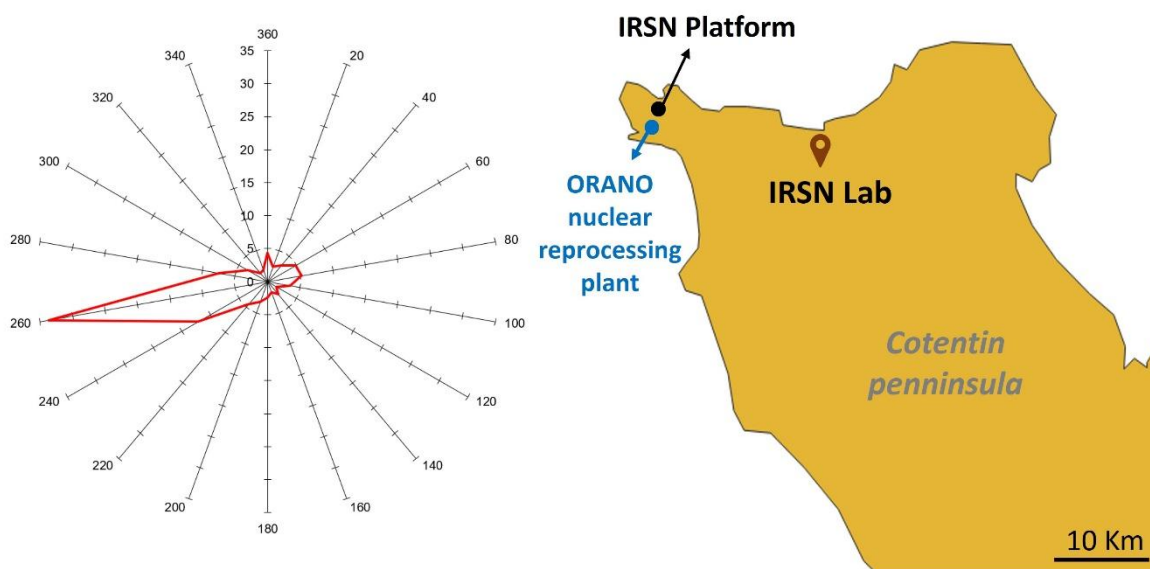 360
35
30
25
20
15
10
5
0
20
40
60
80
100
120
140
160
180
200
220
240
260
280
300
320
340
IRSN Platform
ORANO
nuclear
reprocessing
plant
IRSN Lab
Cotentin
penninsula
10 Km